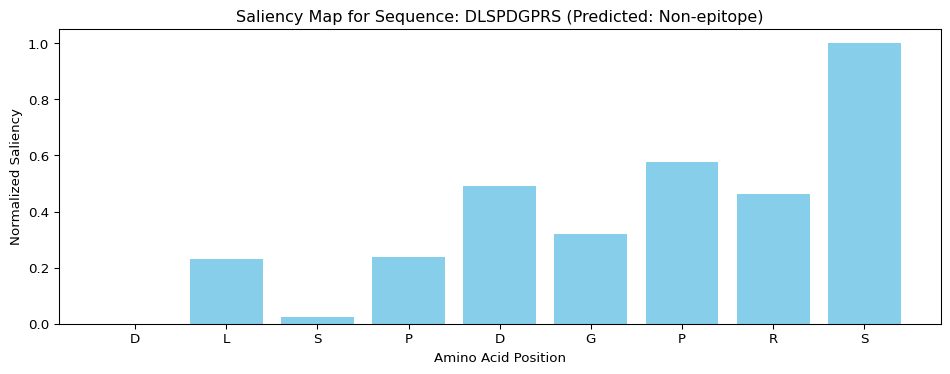 Saliency Map for Sequence: DLSPDGPRS (Predicted: Non-epitope)
Normalized Saliency
1.0
0.8
0.6
0.4
0.2
0.0
D L S P D G P R S
Amino Acid Position